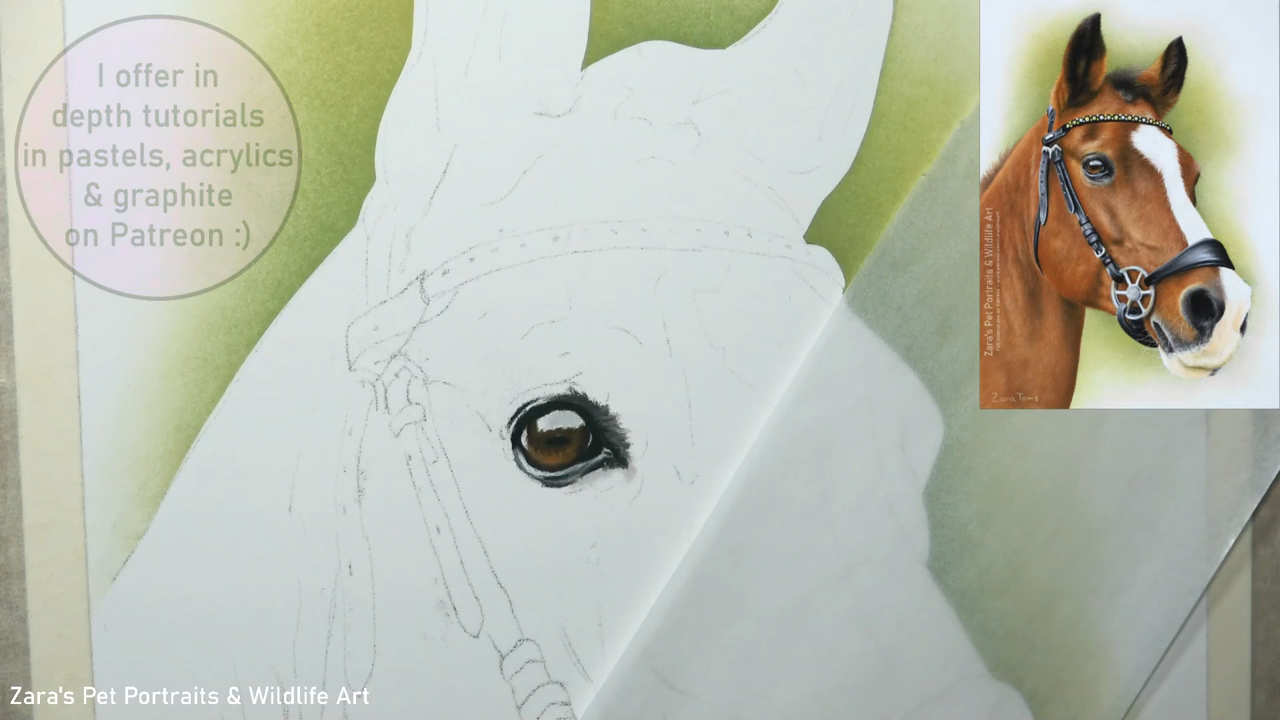 I offer in
depth tutorials
in pastels, acrylics
& graphite
on Patreon :)
Zara's Pet Portraits & Wildlife Art
Zara Toms
Zara's Pet Portraits & Wildlife Art